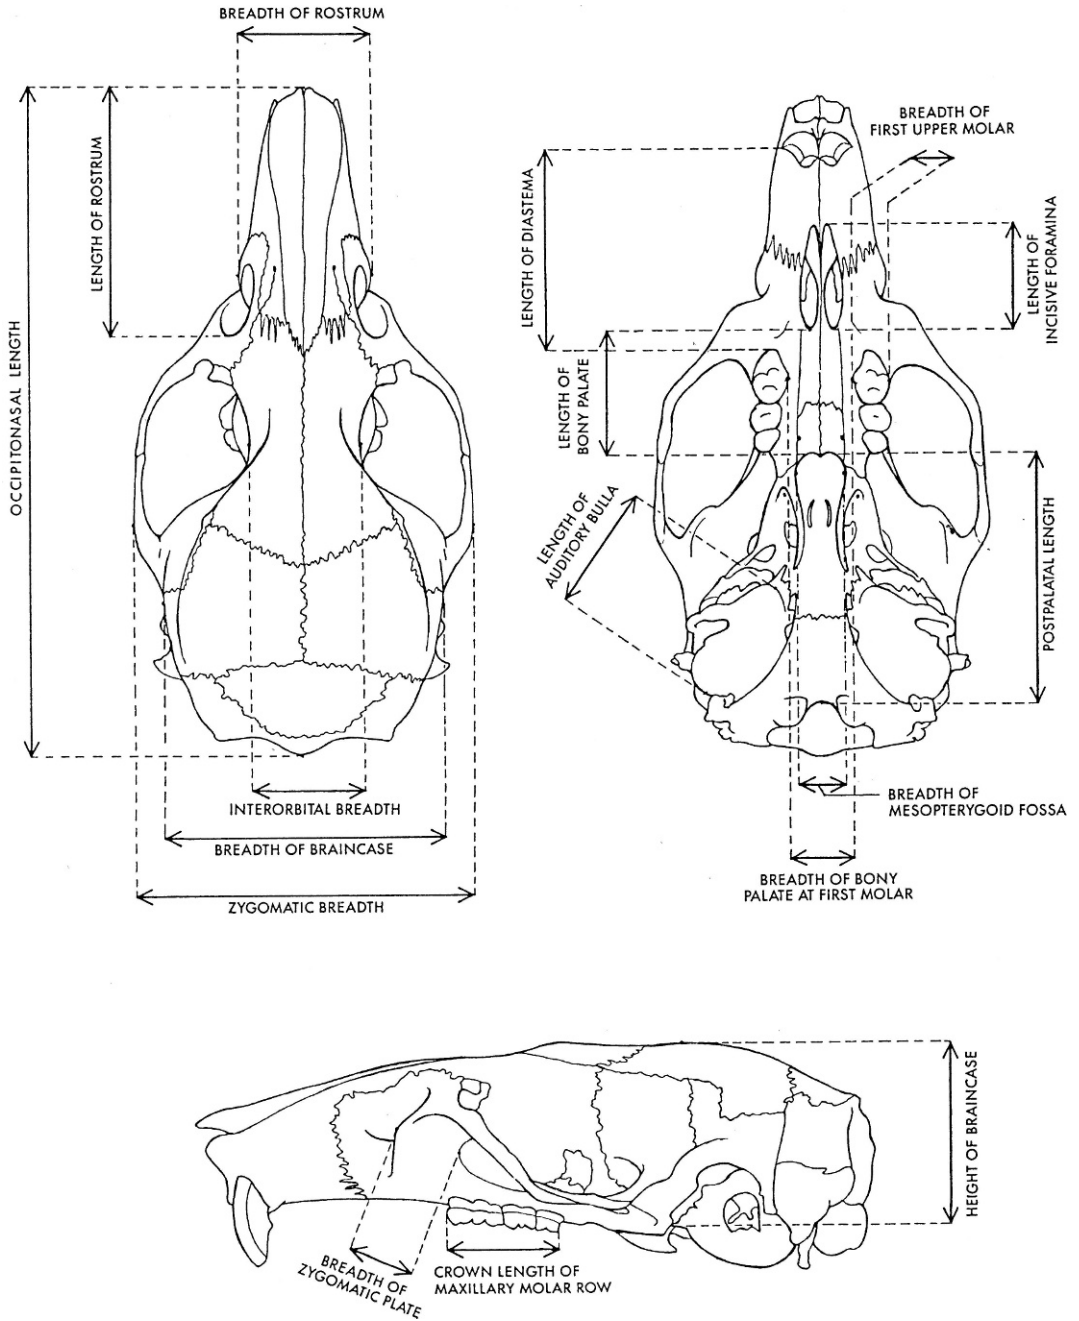 BREADTH OF ROSTRUM
LENGTH OF ROSTRUM
OCCIPITONASAL LENGTH
INTERORBITAL BREADTH
BREADTH OF BRAINCASE
ZYGOMATIC BREADTH
BREADTH OF
FIRST UPPER MOLAR
LENGTH OF DIASTEMA
LENGTH OF
INCISIVE FORAMINA
LENGTH OF
BONY PALATE
LENGTH OF
AUDITORY BULLA
POSTPALATAL LENGTH
BREADTH OF
MESOPTERYGOID FOSSA
BREADTH OF BONY
PALATE AT FIRST MOLAR
HEIGHT OF BRAINCASE
BREADTH OF
ZYGOMATIC PLATE
CROWN LENGTH OF
MAXILLARY MOLAR ROW